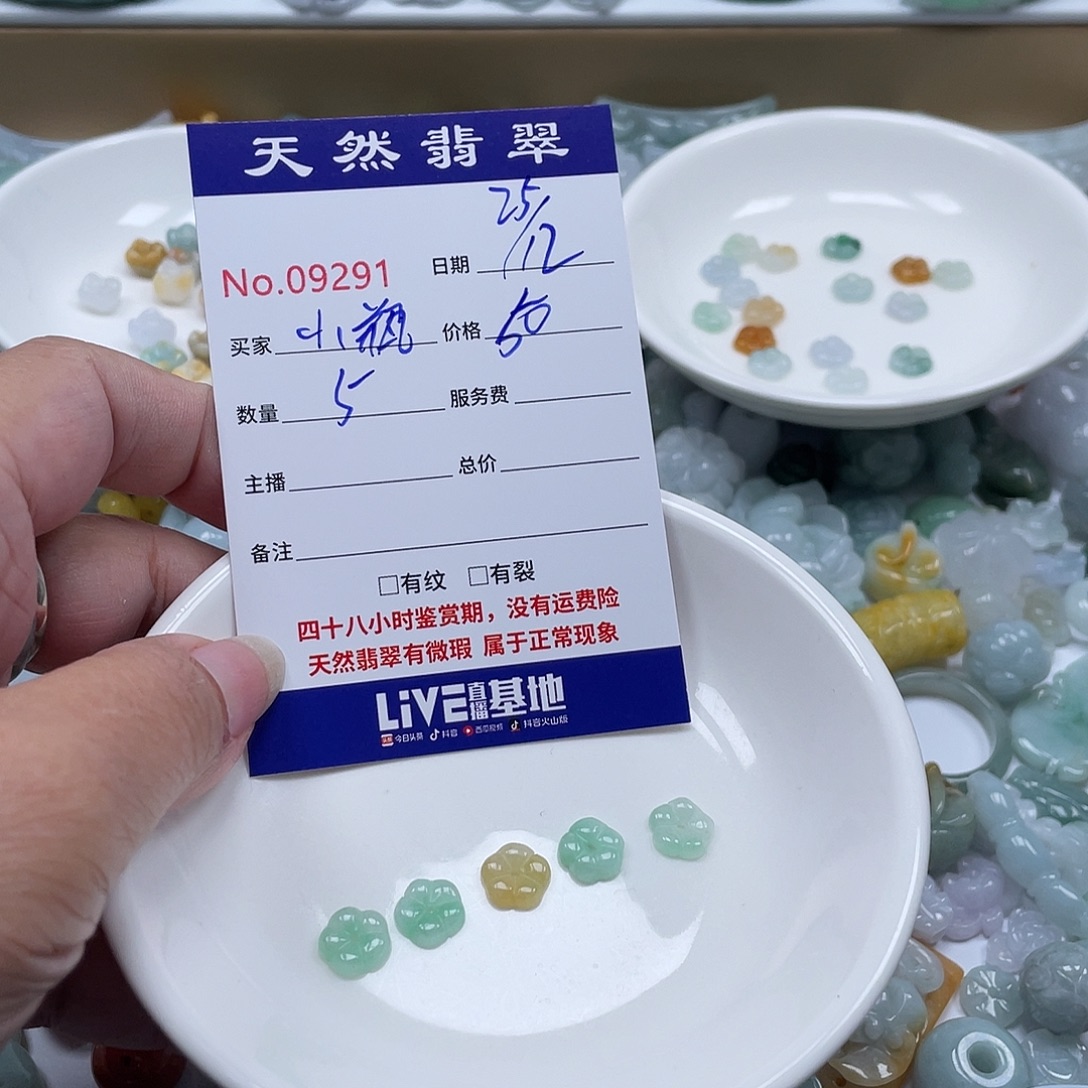 天然翡翠
No.09291 日期 25/12
买家 小瓶 价格 50
数量 5 服务费
主播 总价
备注
□有纹 □有裂
四十八小时鉴赏期，没有运费险
天然翡翠有微瑕 属于正常现象
LiVE直播基地
今日头条 抖音 西瓜视频 抖音火山版